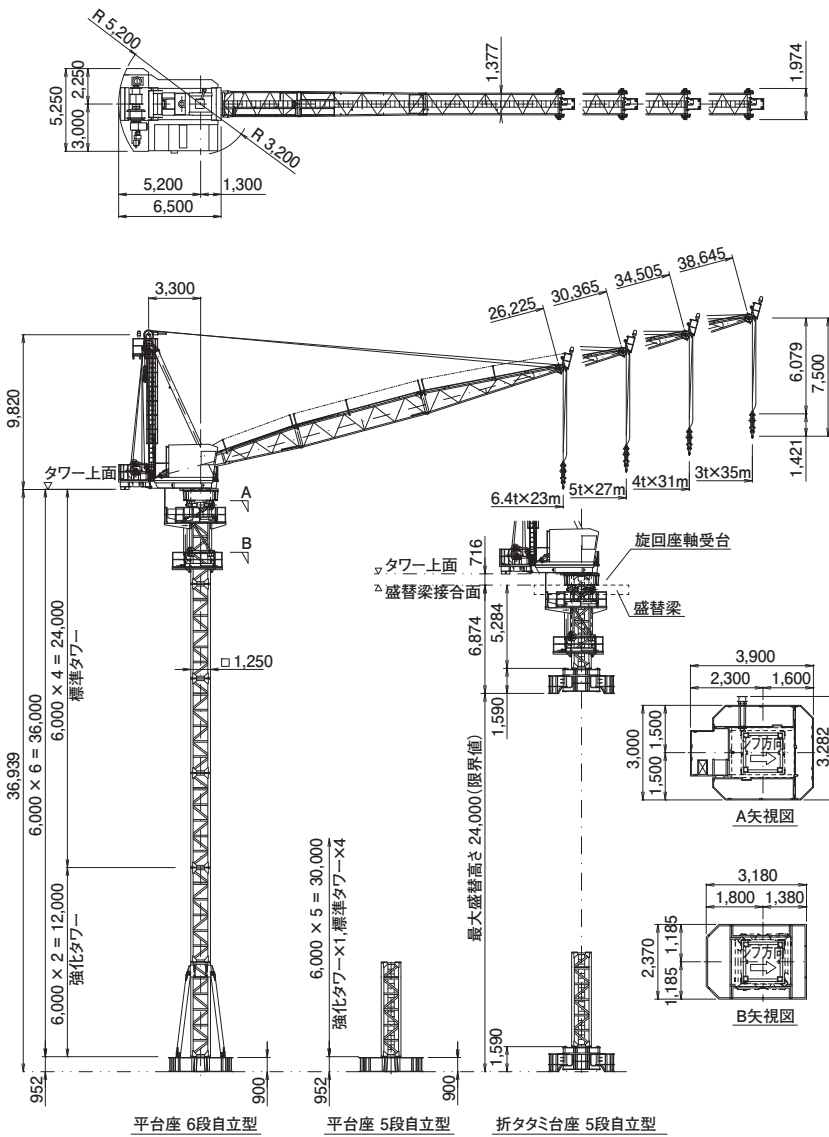 R 5,200
5,250
2,250
3,000
R 3,200
5,200
1,300
6,500
1,377
1,974
3,300
9,820
26,225
30,365
34,505
38,645
6,079
7,500
1,421
6.4t×23m
5t×27m
4t×31m
3t×35m
タワー上面
A
B
36,939
6,000 × 6 = 36,000
6,000 × 4 = 24,000
標準タワー
□1,250
6,000 × 2 = 12,000
強化タワー
952
900
平台座 6段自立型
6,000 × 5 = 30,000
強化タワー×1,標準タワー×4
952
900
平台座 5段自立型
716
タワー上面
盛替梁接合面
旋回座軸受台
盛替梁
6,874
5,284
1,590
最大盛替高さ 24,000(限界値)
1,590
折タタミ台座 5段自立型
3,900
2,300
1,600
3,000
1,500
1,500
3,282
ジブ方向
A矢視図
3,180
1,800
1,380
2,370
1,185
1,185
ジブ方向
B矢視図